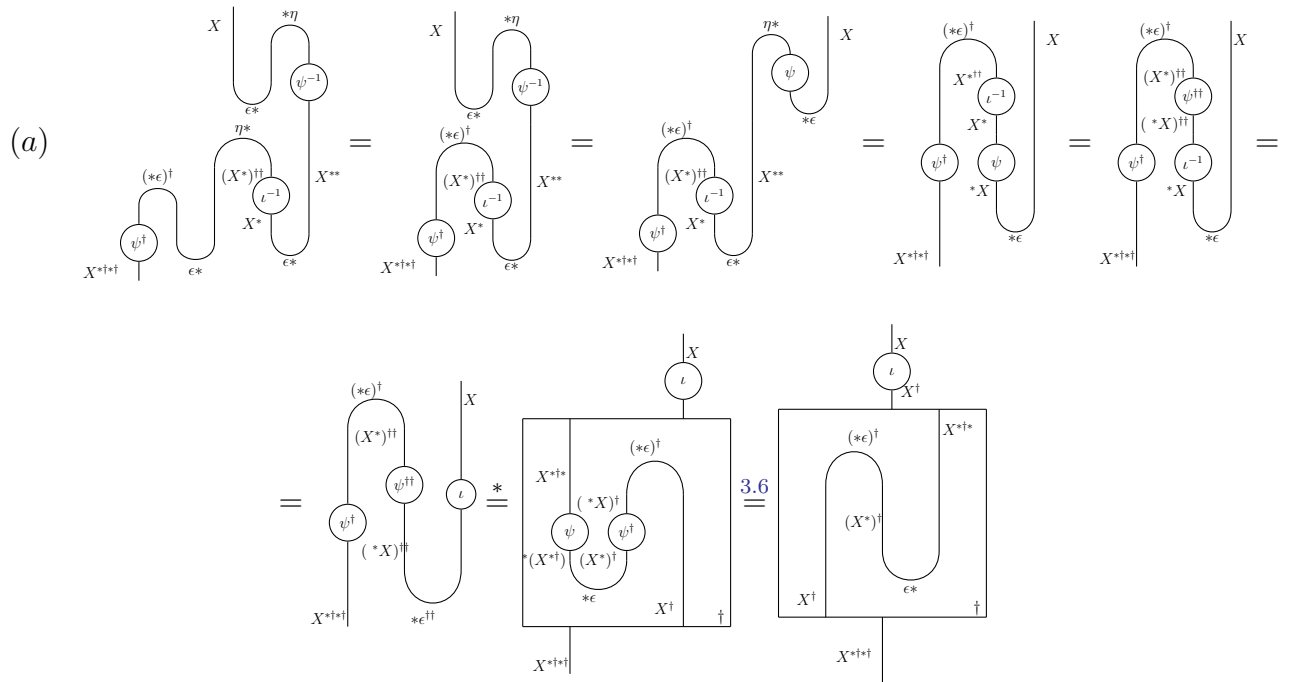 (a)
X
*η
ψ⁻¹
ϵ*
η*
(*ϵ)†
(X*)††
ι⁻¹
X**
X*
ψ†
ϵ*
ϵ*
X*†*†
=
X
*η
ψ⁻¹
ϵ*
(*ϵ)†
(X*)††
ι⁻¹
X**
X*
ψ†
X*†*†
ϵ*
=
η*
X
ψ
*ϵ
(*ϵ)†
(X*)††
X**
ι⁻¹
X*
ψ†
X*†*†
ϵ*
=
(*ϵ)†
X
X*††
ι⁻¹
X*
ψ†
ψ
*X
*ϵ
X*†*†
=
(*ϵ)†
X
(X*)††
ψ††
( *X)††
ψ†
ι⁻¹
*X
*ϵ
X*†*†
=
=
(*ϵ)†
X
(X*)††
ψ††
ι
ψ†
( *X)††
X*†*†
*ϵ††
*
=
X
ι
(*ϵ)†
X*†*
( *X)†
ψ
ψ†
*(X*†)
(X*)†
*ϵ
X†
†
X*†*†
3.6
=
X
ι
X†
(*ϵ)†
X*†*
(X*)†
ϵ*
X†
†
X*†*†